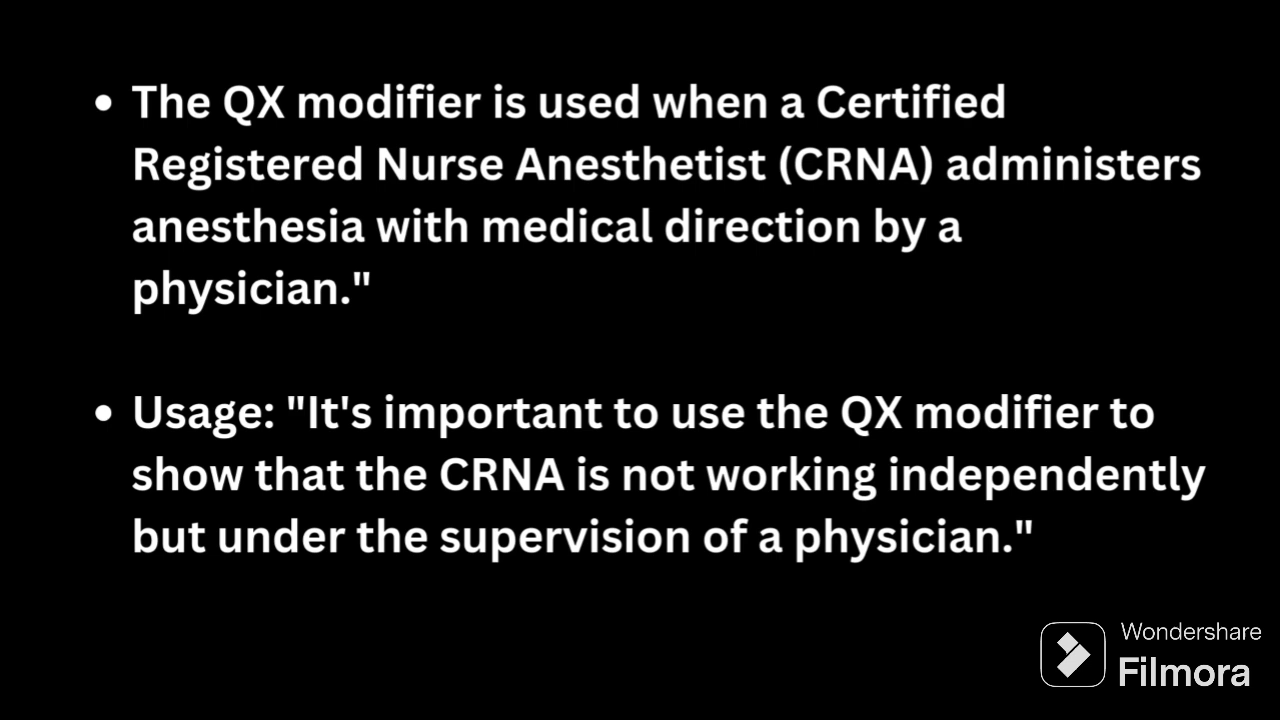 • The QX modifier is used when a Certified
Registered Nurse Anesthetist (CRNA) administers
anesthesia with medical direction by a
physician."
• Usage: "It's important to use the QX modifier to
show that the CRNA is not working independently
but under the supervision of a physician."
Wondershare
Filmora